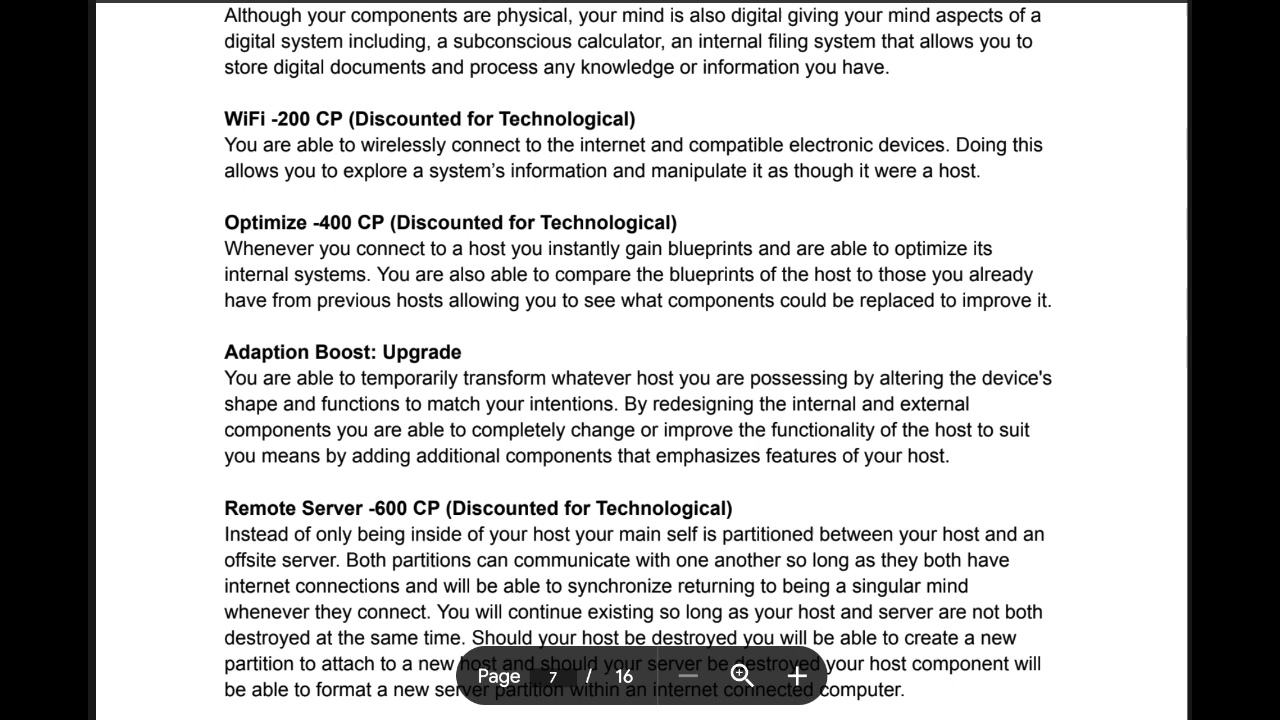 Although your components are physical, your mind is also digital giving your mind aspects of a
digital system including, a subconscious calculator, an internal filing system that allows you to
store digital documents and process any knowledge or information you have.
WiFi -200 CP (Discounted for Technological)
You are able to wirelessly connect to the internet and compatible electronic devices. Doing this
allows you to explore a system’s information and manipulate it as though it were a host.
Optimize -400 CP (Discounted for Technological)
Whenever you connect to a host you instantly gain blueprints and are able to optimize its
internal systems. You are also able to compare the blueprints of the host to those you already
have from previous hosts allowing you to see what components could be replaced to improve it.
Adaption Boost: Upgrade
You are able to temporarily transform whatever host you are possessing by altering the device's
shape and functions to match your intentions. By redesigning the internal and external
components you are able to completely change or improve the functionality of the host to suit
you means by adding additional components that emphasizes features of your host.
Remote Server -600 CP (Discounted for Technological)
Instead of only being inside of your host your main self is partitioned between your host and an
offsite server. Both partitions can communicate with one another so long as they both have
internet connections and will be able to synchronize returning to being a singular mind
whenever they connect. You will continue existing so long as your host and server are not both
destroyed at the same time. Should your host be destroyed you will be able to create a new
partition to attach to a new host and should your server be destroyed your host component will
be able to format a new server partition within an internet connected computer.
Page 7 / 16